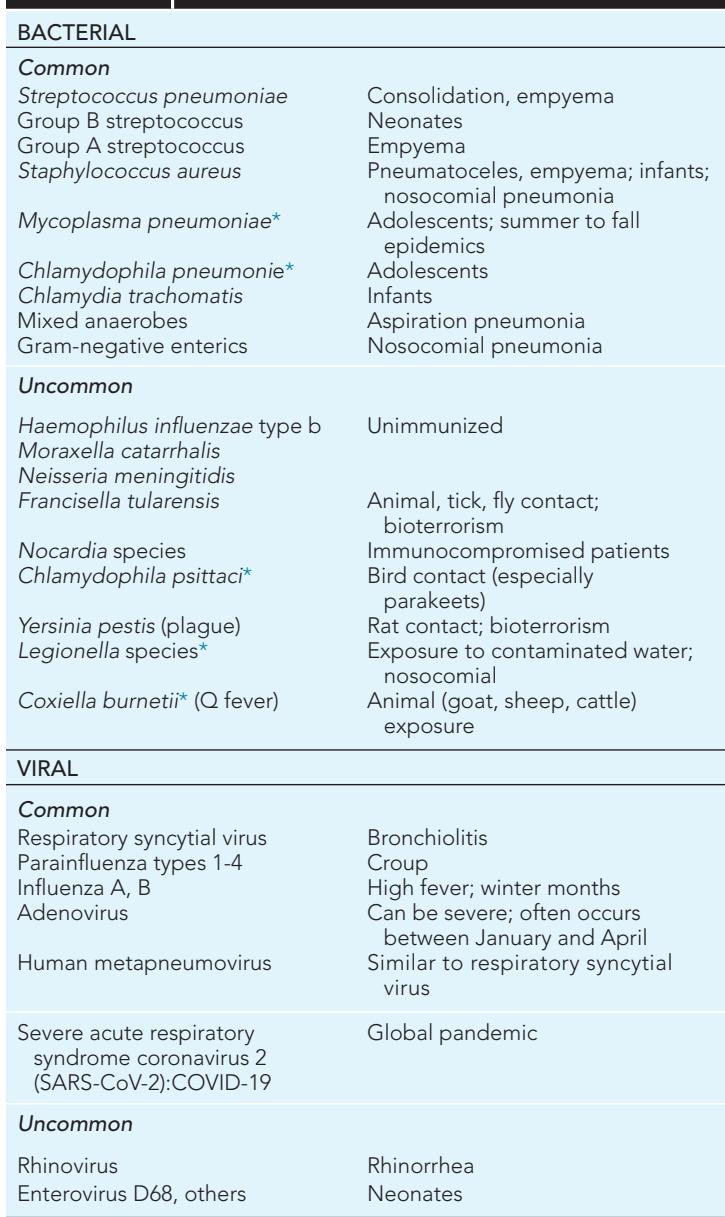 BACTERIAL
Common
Streptococcus pneumoniae Consolidation, empyema
Group B streptococcus Neonates
Group A streptococcus Empyema
Staphylococcus aureus Pneumatoceles, empyema; infants;
nosocomial pneumonia
Mycoplasma pneumoniae* Adolescents; summer to fall
epidemics
Chlamydophila pneumonie* Adolescents
Chlamydia trachomatis Infants
Mixed anaerobes Aspiration pneumonia
Gram-negative enterics Nosocomial pneumonia
Uncommon
Haemophilus influenzae type b Unimmunized
Moraxella catarrhalis
Neisseria meningitidis
Francisella tularensis Animal, tick, fly contact;
bioterrorism
Nocardia species Immunocompromised patients
Chlamydophila psittaci* Bird contact (especially
parakeets)
Yersinia pestis (plague) Rat contact; bioterrorism
Legionella species* Exposure to contaminated water;
nosocomial
Coxiella burnetii* (Q fever) Animal (goat, sheep, cattle)
exposure
VIRAL
Common
Respiratory syncytial virus Bronchiolitis
Parainfluenza types 1-4 Croup
Influenza A, B High fever; winter months
Adenovirus Can be severe; often occurs
between January and April
Human metapneumovirus Similar to respiratory syncytial
virus
Severe acute respiratory Global pandemic
syndrome coronavirus 2
(SARS-CoV-2):COVID-19
Uncommon
Rhinovirus Rhinorrhea
Enterovirus D68, others Neonates